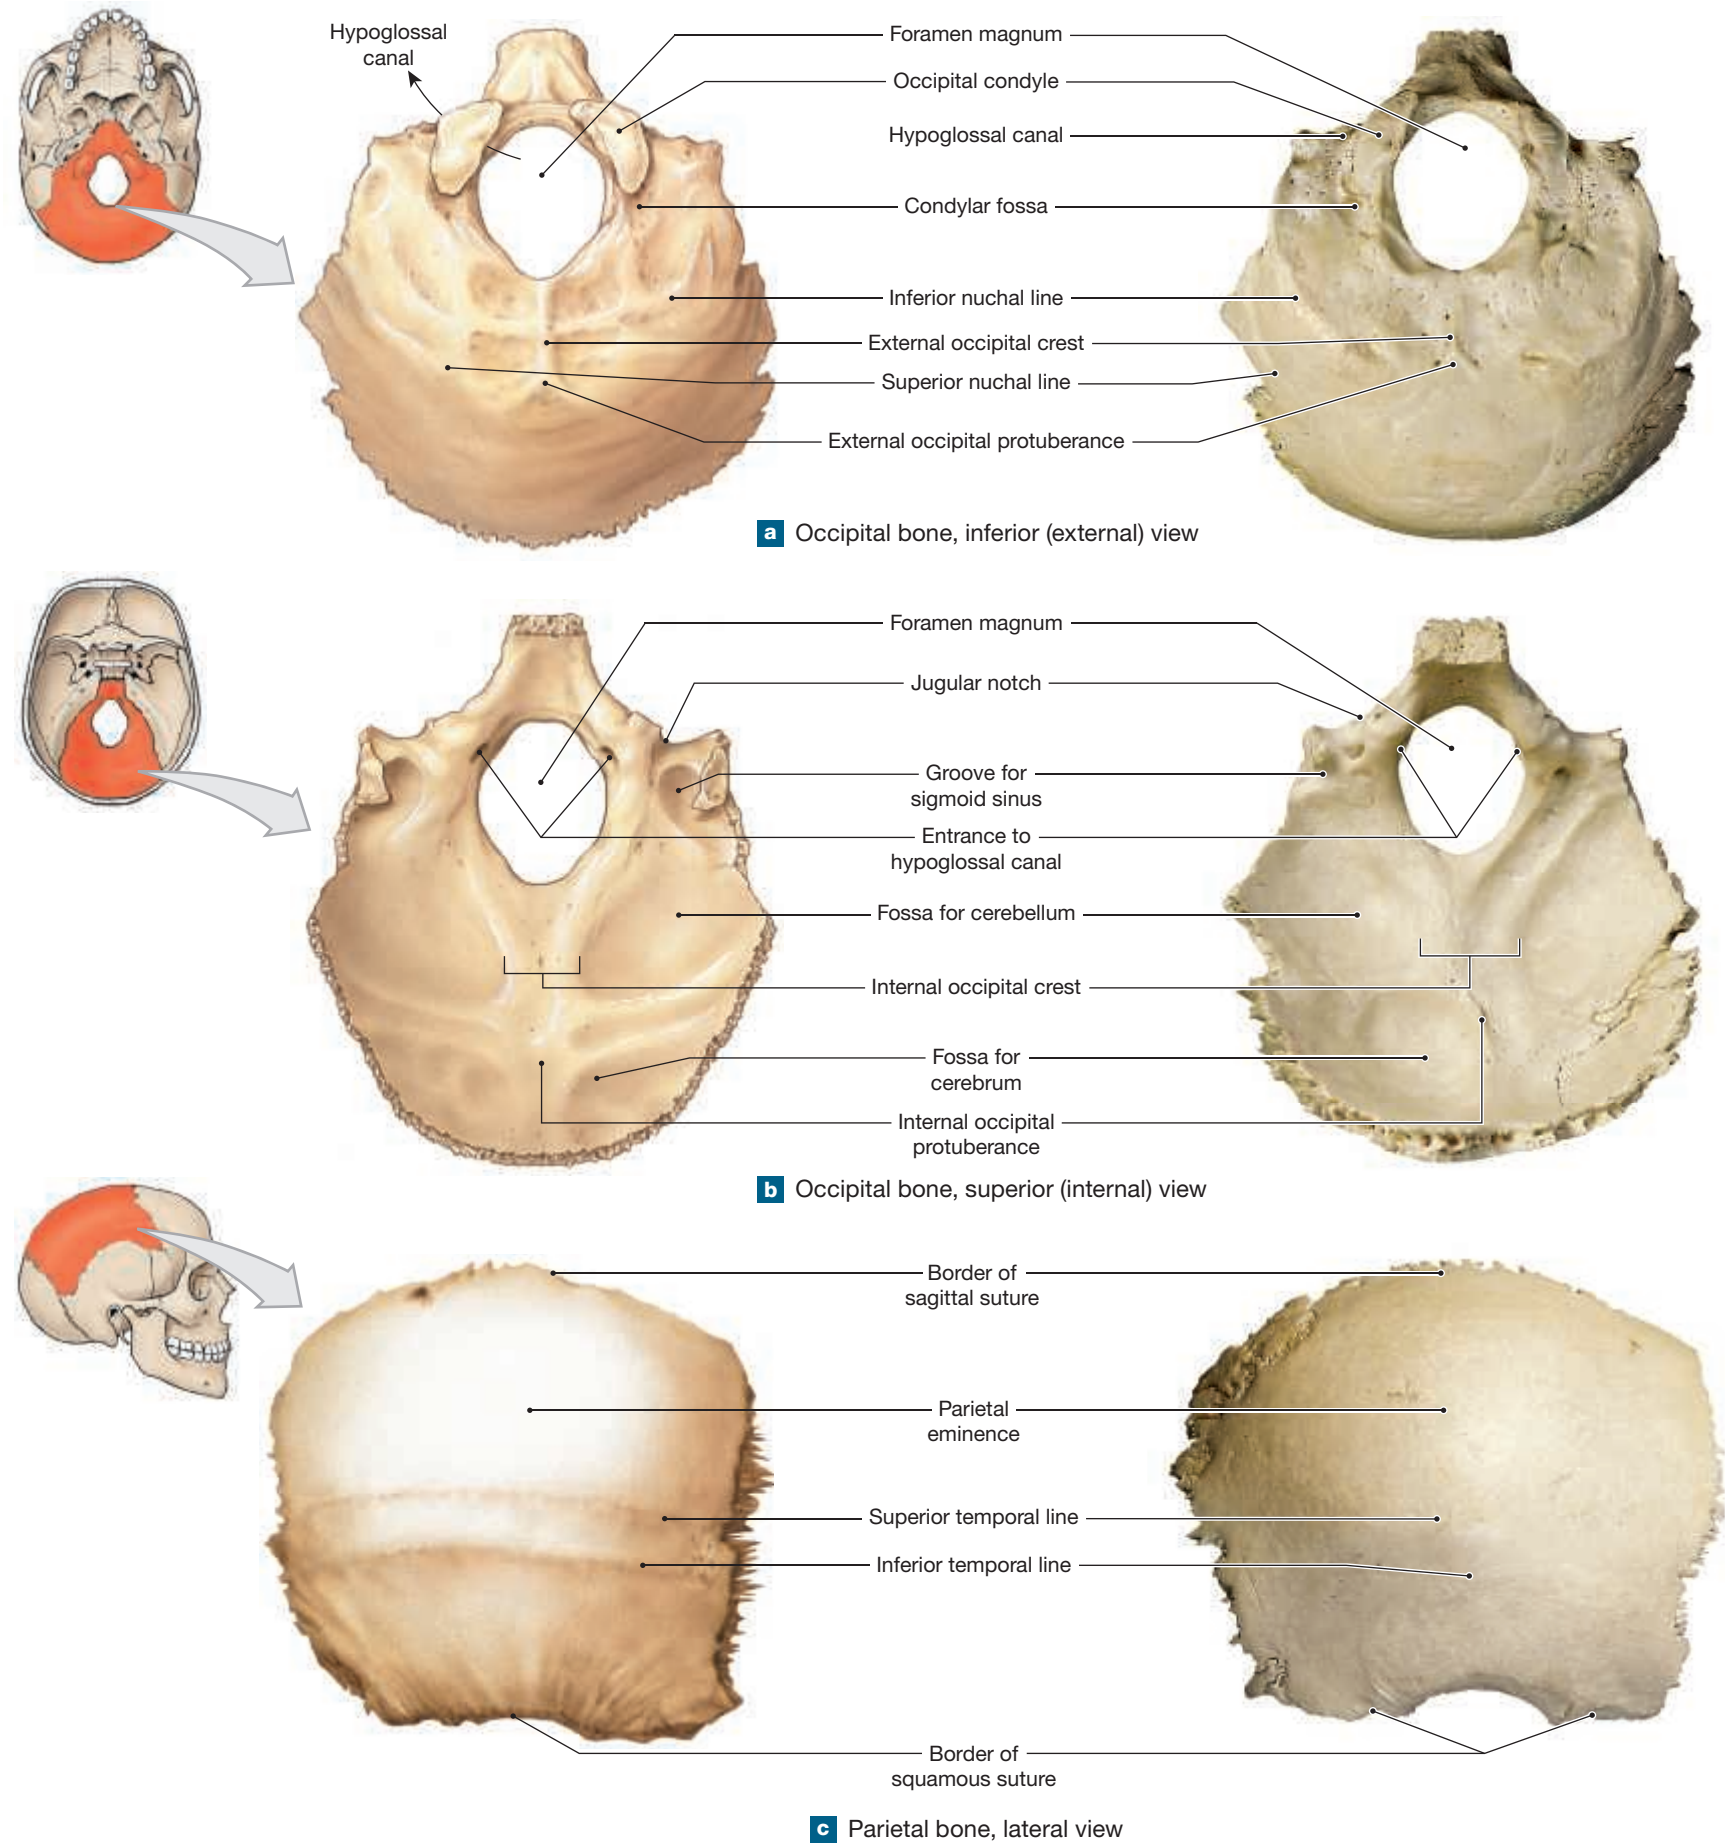 Hypoglossal
canal
Foramen magnum
Occipital condyle
Hypoglossal canal
Condylar fossa
Inferior nuchal line
External occipital crest
Superior nuchal line
External occipital protuberance
a Occipital bone, inferior (external) view
Foramen magnum
Jugular notch
Groove for
sigmoid sinus
Entrance to
hypoglossal canal
Fossa for cerebellum
Internal occipital crest
Fossa for
cerebrum
Internal occipital
protuberance
b Occipital bone, superior (internal) view
Border of
sagittal suture
Parietal
eminence
Superior temporal line
Inferior temporal line
Border of
squamous suture
c Parietal bone, lateral view